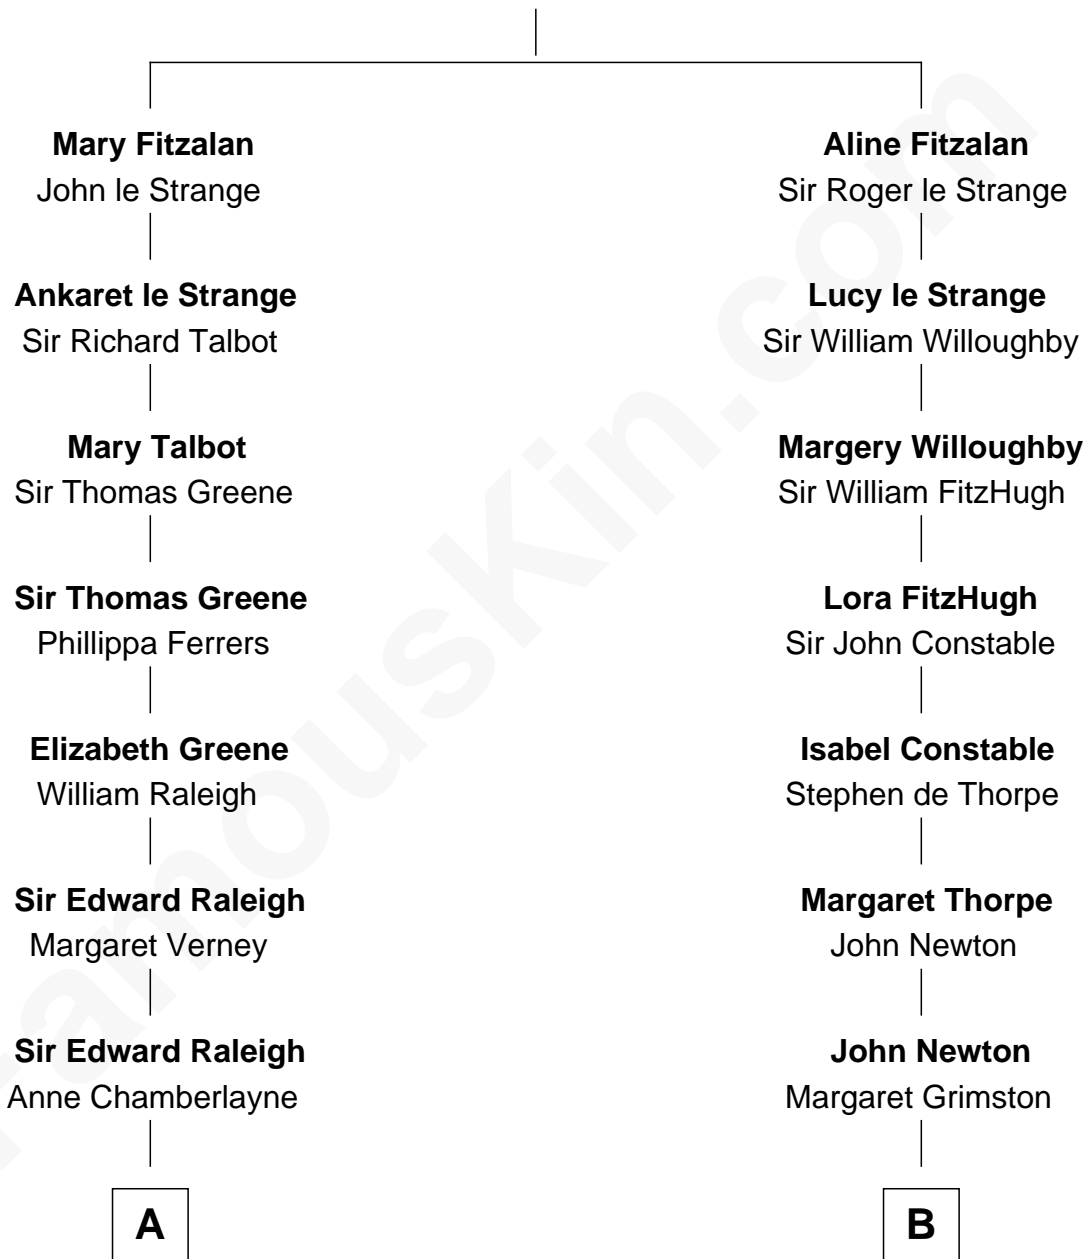 Mary Fitzalan
John le Strange
Ankaret le Strange
Sir Richard Talbot
Mary Talbot
Sir Thomas Greene
Sir Thomas Greene
Phillippa Ferrers
Elizabeth Greene
William Raleigh
Sir Edward Raleigh
Margaret Verney
Sir Edward Raleigh
Anne Chamberlayne
A
Aline Fitzalan
Sir Roger le Strange
Lucy le Strange
Sir William Willoughby
Margery Willoughby
Sir William FitzHugh
Lora FitzHugh
Sir John Constable
Isabel Constable
Stephen de Thorpe
Margaret Thorpe
John Newton
John Newton
Margaret Grimston
B
FamousKin.com